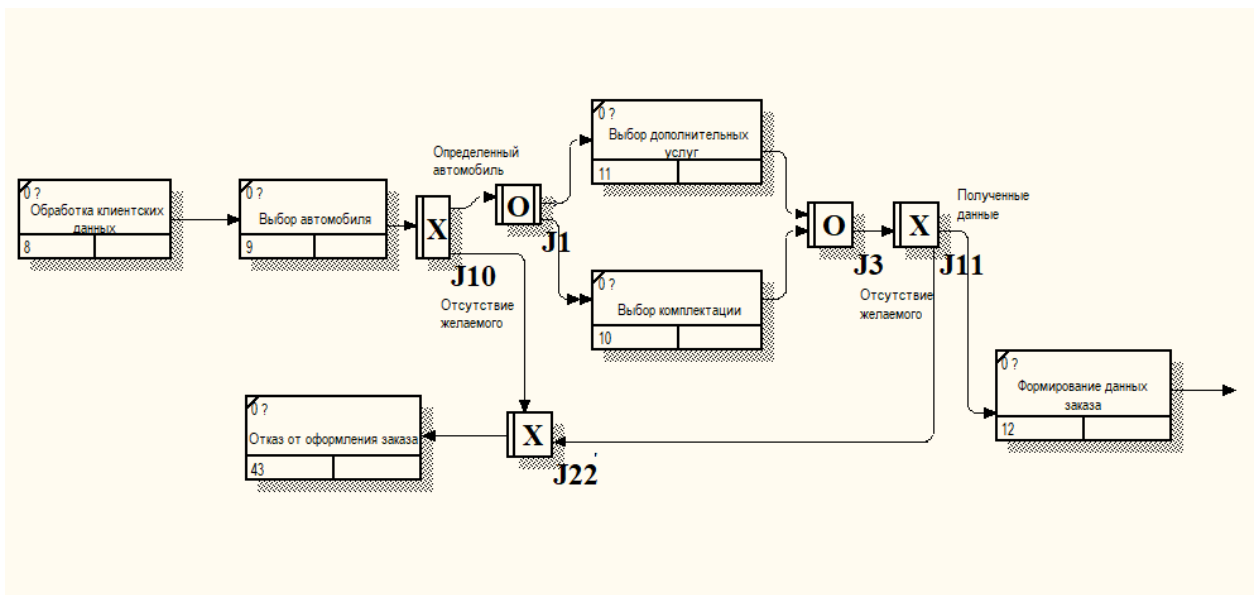 0 ?
Обработка клиентских
данных
8
0 ?
Выбор автомобиля
9
X
J10
Определенный
автомобиль
Отсутствие
желаемого
O
J1
0 ?
Выбор дополнительных
услуг
11
0 ?
Выбор комплектации
10
O
J3
X
J11
Полученные
данные
Отсутствие
желаемого
0 ?
Формирование данных
заказа
12
0 ?
Отказ от оформления заказа
43
X
J22'